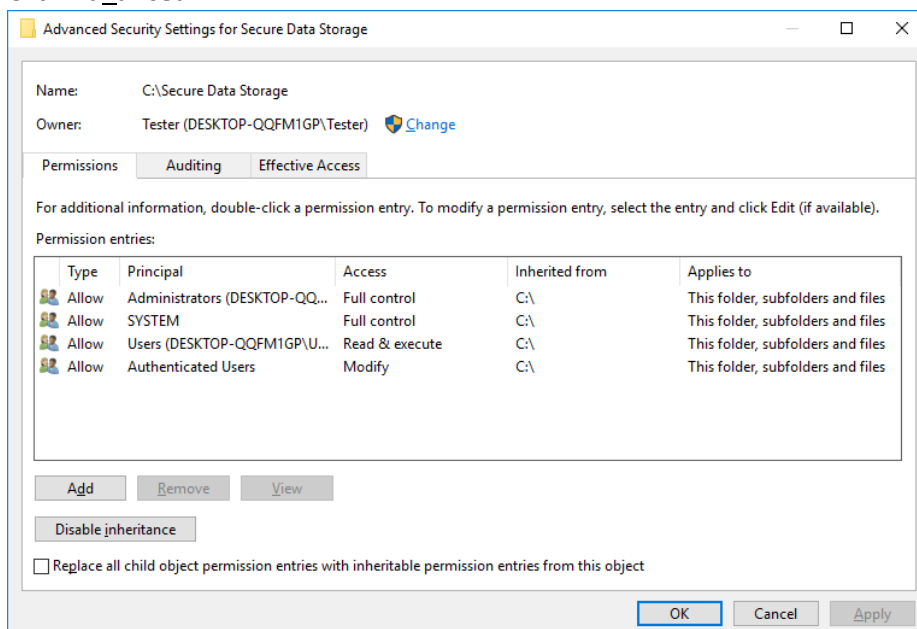 Advanced Security Settings for Secure Data Storage
Name: C:\Secure Data Storage
Owner: Tester (DESKTOP-QQFM1GP\Tester) Change
Permissions Auditing Effective Access
For additional information, double-click a permission entry. To modify a permission entry, select the entry and click Edit (if available).
Permission entries:
Type Principal Access Inherited from Applies to
Allow Administrators (DESKTOP-QQ... Full control C:\ This folder, subfolders and files
Allow SYSTEM Full control C:\ This folder, subfolders and files
Allow Users (DESKTOP-QQFM1GP\U... Read & execute C:\ This folder, subfolders and files
Allow Authenticated Users Modify C:\ This folder, subfolders and files
Add Remove View
Disable inheritance
Replace all child object permission entries with inheritable permission entries from this object
OK Cancel Apply